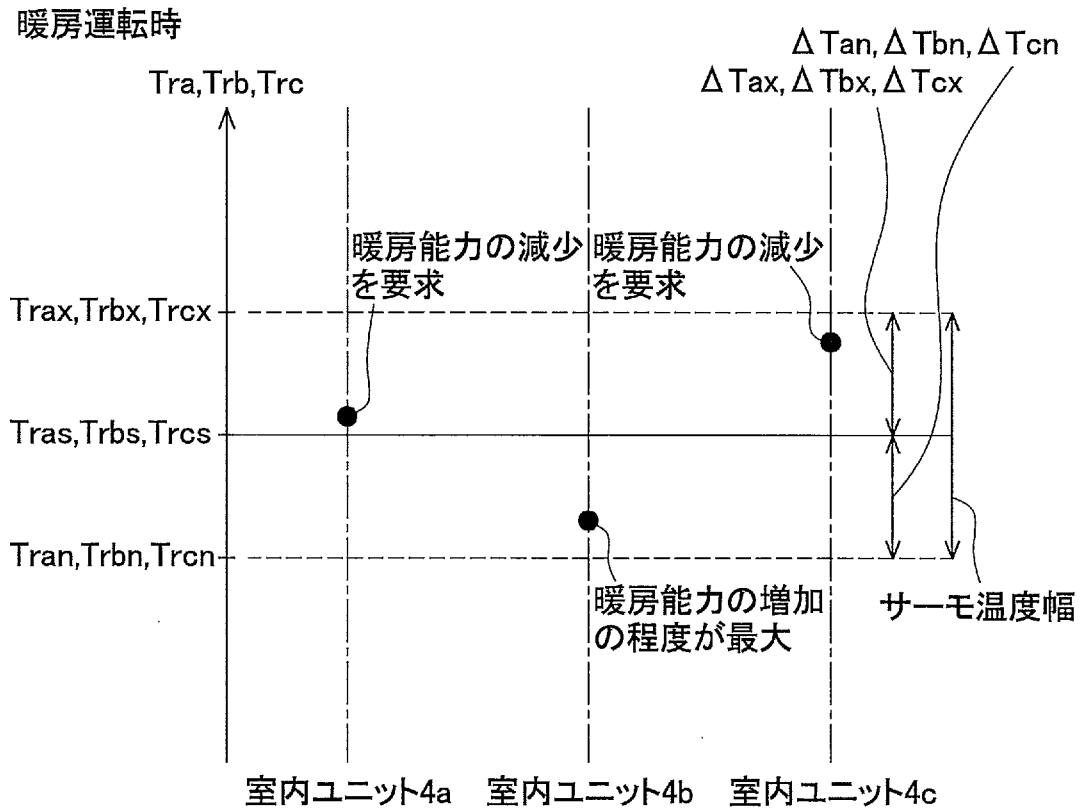 暖房運転時
ΔTan,ΔTbn,ΔTcn
Tra,Trb,Trc
ΔTax,ΔTbx,ΔTcx
暖房能力の減少
を要求
暖房能力の減少
を要求
Trax,Trbx,Trcx
Tras,Trbs,Trcs
Tran,Trbn,Trcn
暖房能力の増加
の程度が最大
サーモ温度幅
室内ユニット4a
室内ユニット4b
室内ユニット4c